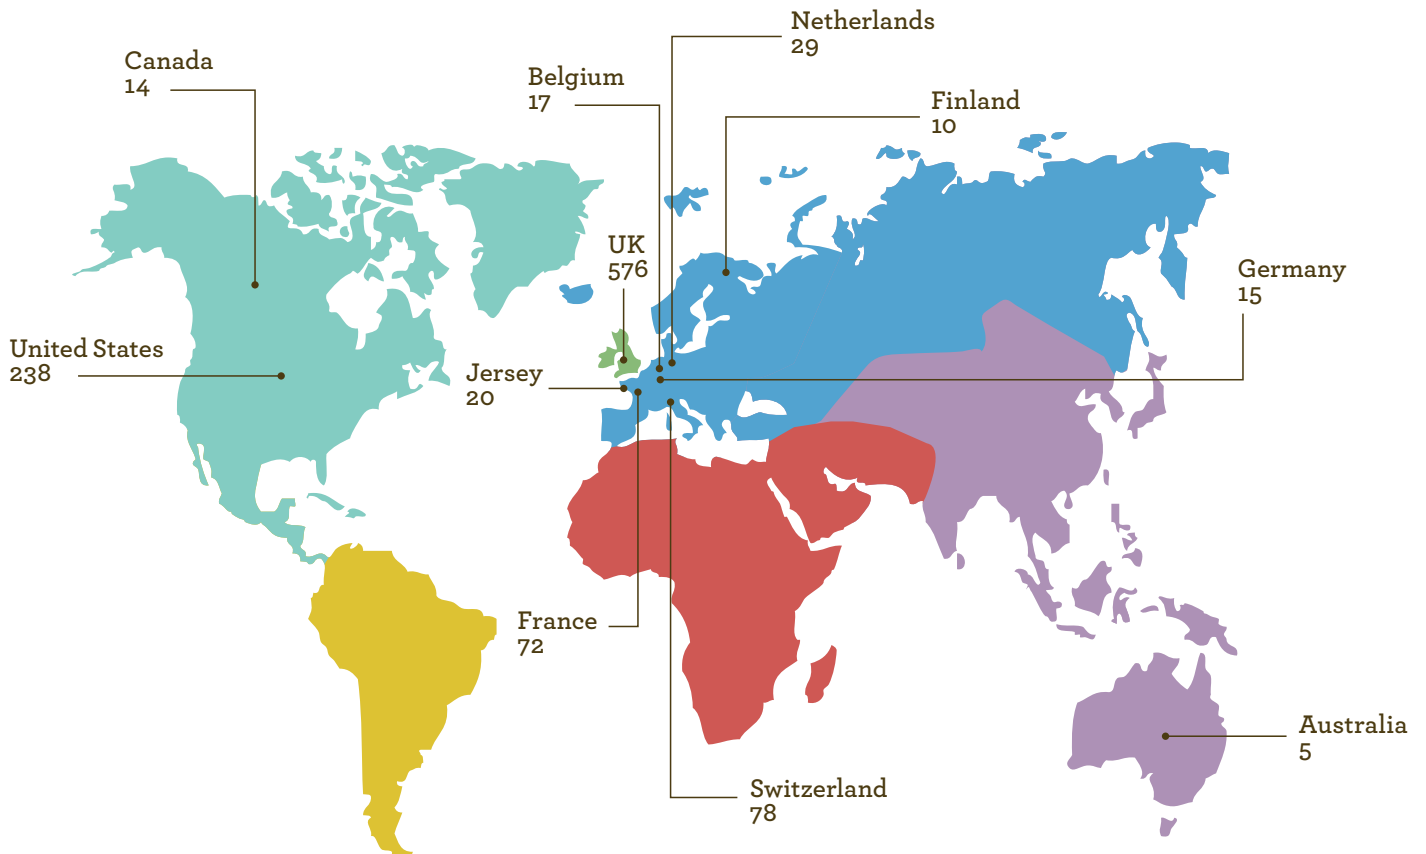 Netherlands
29
Canada
14
Belgium
17
Finland
10
UK
576
Germany
15
United States
238
Jersey
20
France
72
Australia
5
Switzerland
78